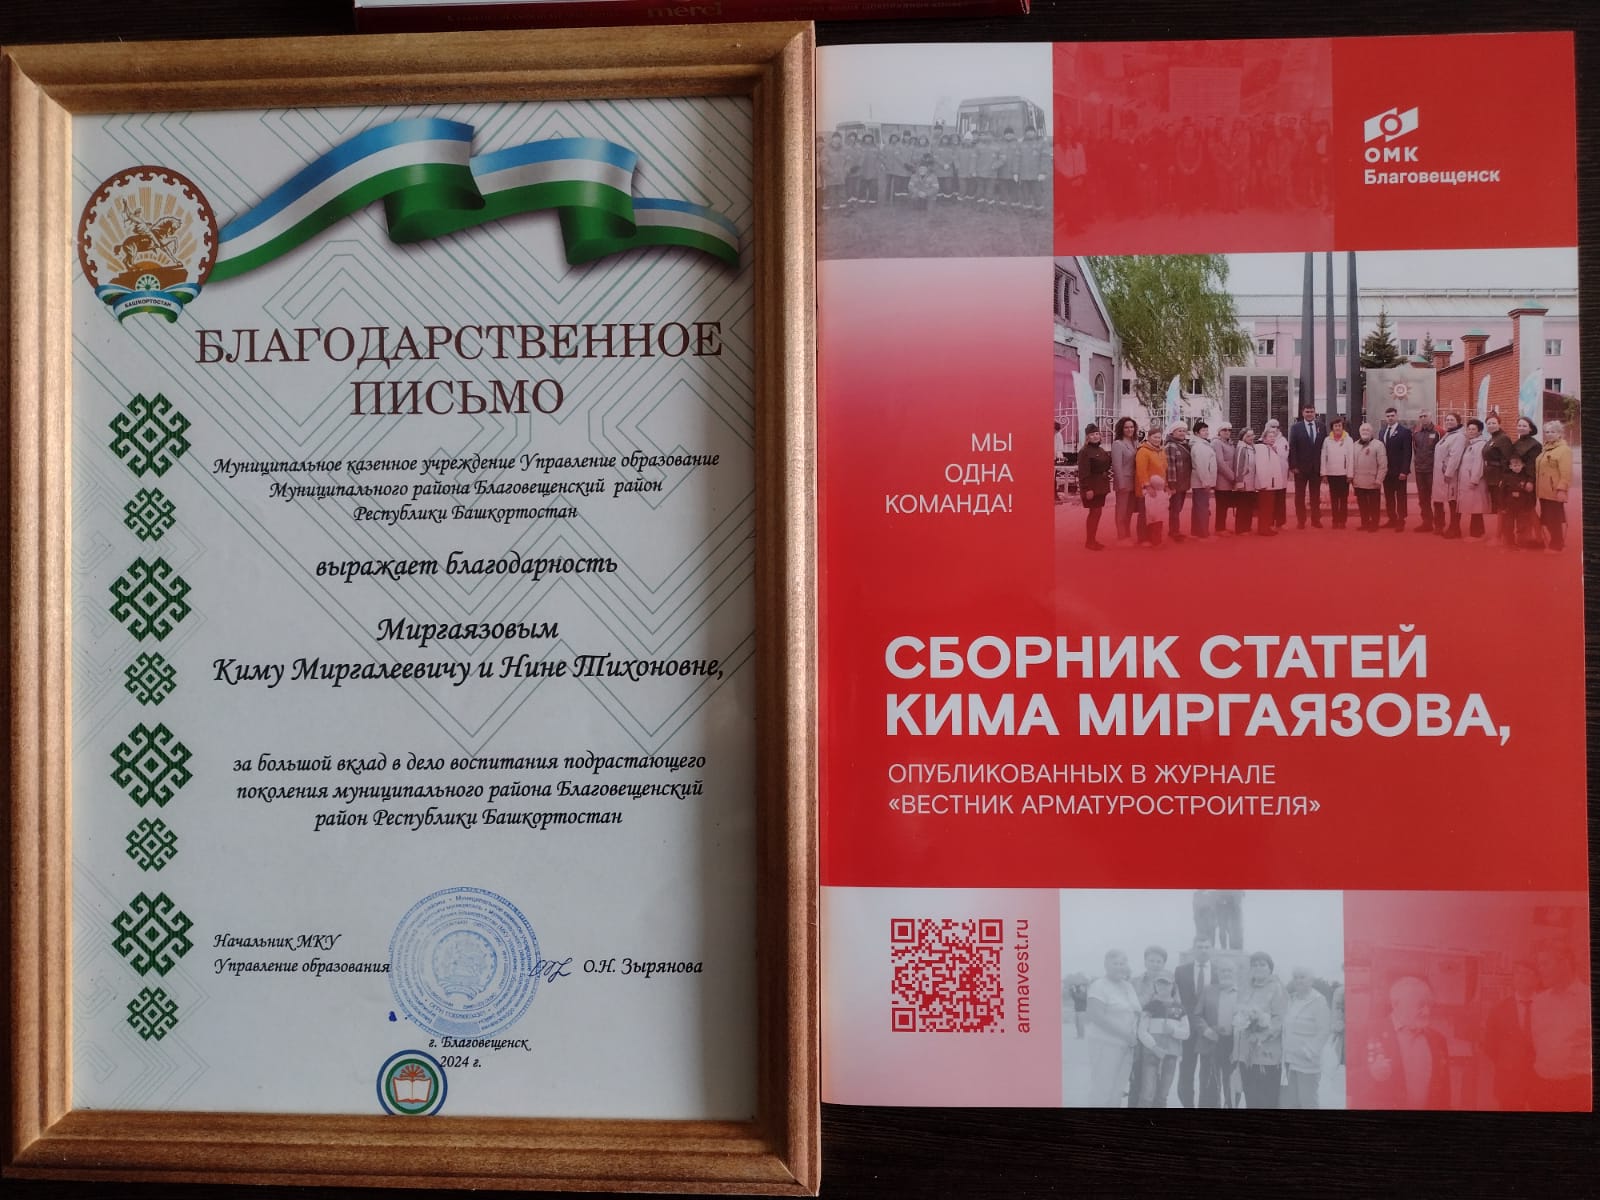 merci
БАШКОРТОСТАН
БЛАГОДАРСТВЕННОЕ
ПИСЬМО
Муниципальное казенное учреждение Управление образование
Муниципального района Благовещенский район
Республики Башкортостан
выражает благодарность
Миргаязовым
Киму Миргалеевичу и Нине Тихоновне,
за большой вклад в дело воспитания подрастающего
поколения муниципального района Благовещенский
район Республики Башкортостан
Начальник МКУ
Управление образования
О.Н. Зырянова
г. Благовещенск
2024 г.
ОМК
Благовещенск
МЫ
ОДНА
КОМАНДА!
СБОРНИК СТАТЕЙ
КИМА МИРГАЯЗОВА,
ОПУБЛИКОВАННЫХ В ЖУРНАЛЕ
«ВЕСТНИК АРМАТУРОСТРОИТЕЛЯ»
armavest.ru